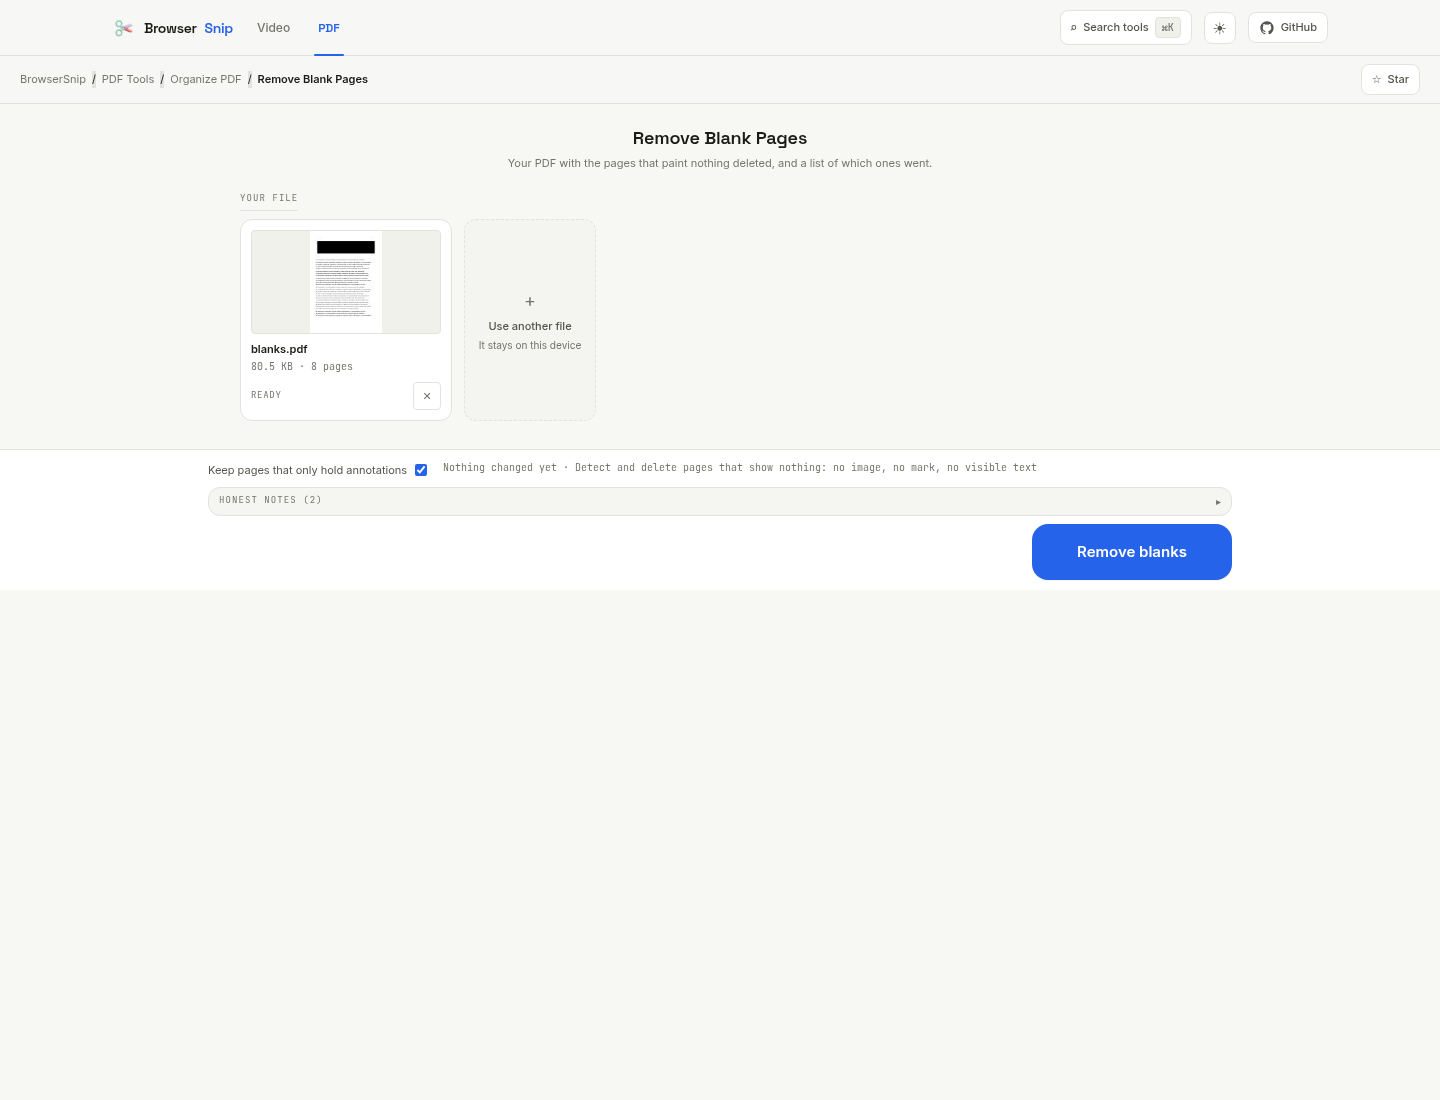 Browser Snip Video PDF Search tools ⌘K GitHub
BrowserSnip / PDF Tools / Organize PDF / Remove Blank Pages ☆ Star
Remove Blank Pages
Your PDF with the pages that paint nothing deleted, and a list of which ones went.
YOUR FILE
blanks.pdf
80.5 KB · 8 pages
READY ×
+
Use another file
It stays on this device
Keep pages that only hold annotations Nothing changed yet · Detect and delete pages that show nothing: no image, no mark, no visible text
HONEST NOTES (2) ▸
Remove blanks